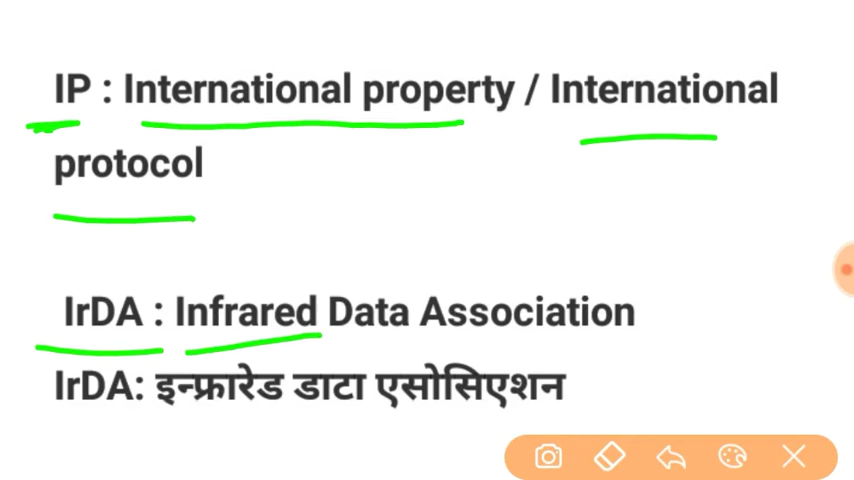 IP : International property / International
protocol
IrDA : Infrared Data Association
IrDA: इन्फ्रारेड डाटा एसोसिएशन